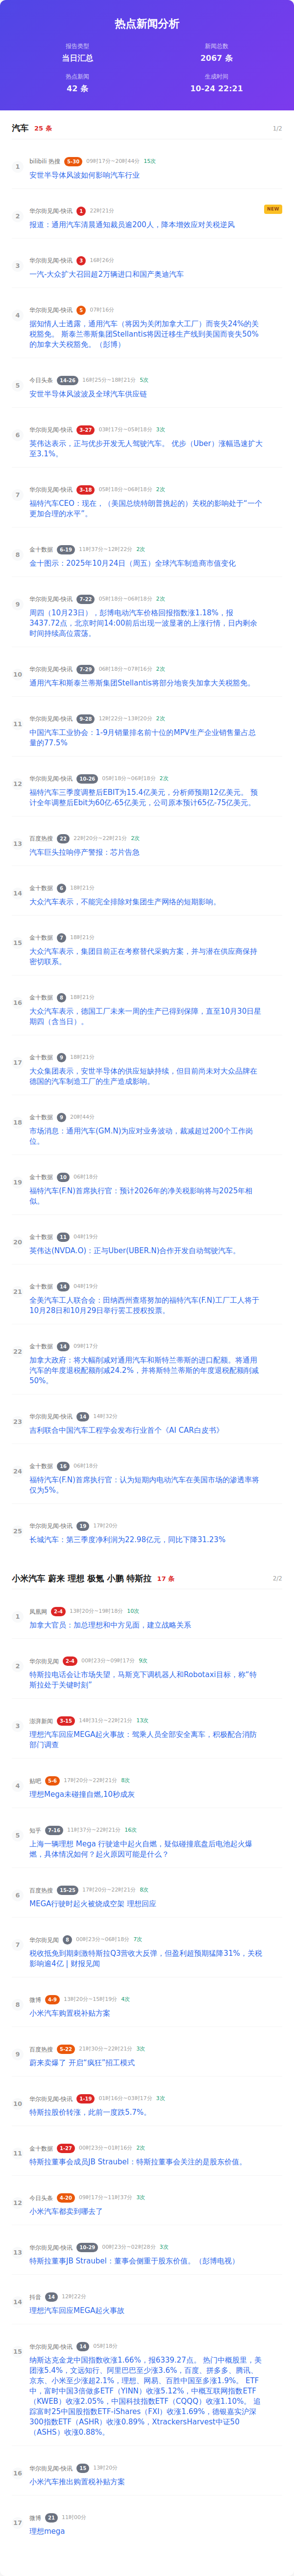 热点新闻分析
报告类型
当日汇总
新闻总数
2067 条
热点新闻
42 条
生成时间
10-24 22:21
汽车 25 条 1/2
1
bilibili 热搜 5-30 09时17分~20时44分 15次
安世半导体风波如何影响汽车行业
2
华尔街见闻-快讯 1 22时21分 NEW
报道：通用汽车清晨通知裁员逾200人，降本增效应对关税逆风
3
华尔街见闻-快讯 3 16时26分
一汽-大众扩大召回超2万辆进口和国产奥迪汽车
4
华尔街见闻-快讯 5 07时16分
据知情人士透露，通用汽车（将因为关闭加拿大工厂）而丧失24%的关
税豁免。 斯泰兰蒂斯集团Stellantis将因迁移生产线到美国而丧失50%
的加拿大关税豁免。（彭博）
5
今日头条 14-26 16时25分~18时21分 5次
安世半导体风波波及全球汽车供应链
6
华尔街见闻-快讯 3-27 03时17分~05时18分 3次
英伟达表示，正与优步开发无人驾驶汽车。 优步（Uber）涨幅迅速扩大
至3.1%。
7
华尔街见闻-快讯 3-18 05时18分~06时18分 2次
福特汽车CEO：现在，（美国总统特朗普挑起的）关税的影响处于“一个
更加合理的水平”。
8
金十数据 6-19 11时37分~12时22分 2次
金十图示：2025年10月24日（周五）全球汽车制造商市值变化
9
华尔街见闻-快讯 7-22 05时18分~06时18分 2次
周四（10月23日），彭博电动汽车价格回报指数涨1.18%，报
3437.72点，北京时间14:00前后出现一波显著的上涨行情，日内剩余
时间持续高位震荡。
10
华尔街见闻-快讯 7-29 06时18分~07时16分 2次
通用汽车和斯泰兰蒂斯集团Stellantis将部分地丧失加拿大关税豁免。
11
华尔街见闻-快讯 9-28 12时22分~13时20分 2次
中国汽车工业协会：1-9月销量排名前十位的MPV生产企业销售量占总
量的77.5%
12
华尔街见闻-快讯 10-26 05时18分~06时18分 2次
福特汽车三季度调整后EBIT为15.4亿美元，分析师预期12亿美元。 预
计全年调整后Ebit为60亿-65亿美元，公司原本预计65亿-75亿美元。
13
百度热搜 22 22时20分~22时21分 2次
汽车巨头拉响停产警报：芯片告急
14
金十数据 6 18时21分
大众汽车表示，不能完全排除对集团生产网络的短期影响。
15
金十数据 7 18时21分
大众汽车表示，集团目前正在考察替代采购方案，并与潜在供应商保持
密切联系。
16
金十数据 8 18时21分
大众汽车表示，德国工厂未来一周的生产已得到保障，直至10月30日星
期四（含当日）。
17
金十数据 9 18时21分
大众集团表示，安世半导体的供应短缺持续，但目前尚未对大众品牌在
德国的汽车制造工厂的生产造成影响。
18
金十数据 9 20时44分
市场消息：通用汽车(GM.N)为应对业务波动，裁减超过200个工作岗
位。
19
金十数据 10 06时18分
福特汽车(F.N)首席执行官：预计2026年的净关税影响将与2025年相
似。
20
金十数据 11 04时19分
英伟达(NVDA.O)：正与Uber(UBER.N)合作开发自动驾驶汽车。
21
金十数据 14 04时19分
全美汽车工人联合会：田纳西州查塔努加的福特汽车(F.N)工厂工人将于
10月28日和10月29日举行罢工授权投票。
22
金十数据 14 09时17分
加拿大政府：将大幅削减对通用汽车和斯特兰蒂斯的进口配额。将通用
汽车的年度退税配额削减24.2%，并将斯特兰蒂斯的年度退税配额削减
50%。
23
华尔街见闻-快讯 14 14时32分
吉利联合中国汽车工程学会发布行业首个《AI CAR白皮书》
24
金十数据 16 06时18分
福特汽车(F.N)首席执行官：认为短期内电动汽车在美国市场的渗透率将
仅为5%。
25
华尔街见闻-快讯 19 17时20分
长城汽车：第三季度净利润为22.98亿元，同比下降31.23%
小米汽车 蔚来 理想 极氪 小鹏 特斯拉 17 条 2/2
1
凤凰网 2-4 13时20分~19时18分 10次
加拿大官员：加总理想和中方见面，建立战略关系
2
华尔街见闻 2-4 00时23分~09时17分 9次
特斯拉电话会让市场失望，马斯克下调机器人和Robotaxi目标，称“特
斯拉处于关键时刻”
3
澎湃新闻 3-15 14时31分~22时21分 13次
理想汽车回应MEGA起火事故：驾乘人员全部安全离车，积极配合消防
部门调查
4
贴吧 5-6 17时20分~22时21分 8次
理想Mega未碰撞自燃,10秒成灰
5
知乎 7-16 11时37分~22时21分 16次
上海一辆理想 Mega 行驶途中起火自燃，疑似碰撞底盘后电池起火爆
燃，具体情况如何？起火原因可能是什么？
6
百度热搜 15-25 17时20分~22时21分 8次
MEGA行驶时起火被烧成空架 理想回应
7
华尔街见闻 8 00时23分~06时18分 7次
税收抵免到期刺激特斯拉Q3营收大反弹，但盈利超预期猛降31%，关税
影响逾4亿 | 财报见闻
8
微博 4-9 13时20分~15时19分 4次
小米汽车购置税补贴方案
9
百度热搜 5-22 21时30分~22时21分 3次
蔚来卖爆了 开启“疯狂”招工模式
10
华尔街见闻-快讯 1-19 01时16分~03时17分 3次
特斯拉股价转涨，此前一度跌5.7%。
11
金十数据 1-27 00时23分~01时16分 2次
特斯拉董事会成员JB Straubel：特斯拉董事会关注的是股东价值。
12
今日头条 4-20 09时17分~11时37分 3次
小米汽车都卖到哪去了
13
华尔街见闻-快讯 10-29 00时23分~02时28分 3次
特斯拉董事JB Straubel：董事会侧重于股东价值。（彭博电视）
14
抖音 14 12时22分
理想汽车回应MEGA起火事故
15
华尔街见闻-快讯 14 05时18分
纳斯达克金龙中国指数收涨1.66%，报6339.27点。 热门中概股里，美
团涨5.4%，文远知行、阿里巴巴至少涨3.6%，百度、拼多多、腾讯、
京东、小米至少涨超2.1%，理想、网易、百胜中国至多涨1.9%。 ETF
中，富时中国3倍做多ETF（YINN）收涨5.12%，中概互联网指数ETF
（KWEB）收涨2.05%，中国科技指数ETF（CQQQ）收涨1.10%。 追
踪富时25中国股指数ETF-iShares（FXI）收涨1.69%，德银嘉实沪深
300指数ETF（ASHR）收涨0.89%，XtrackersHarvest中证50
（ASHS）收涨0.88%。
16
华尔街见闻-快讯 15 13时20分
小米汽车推出购置税补贴方案
17
微博 21 11时00分
理想mega